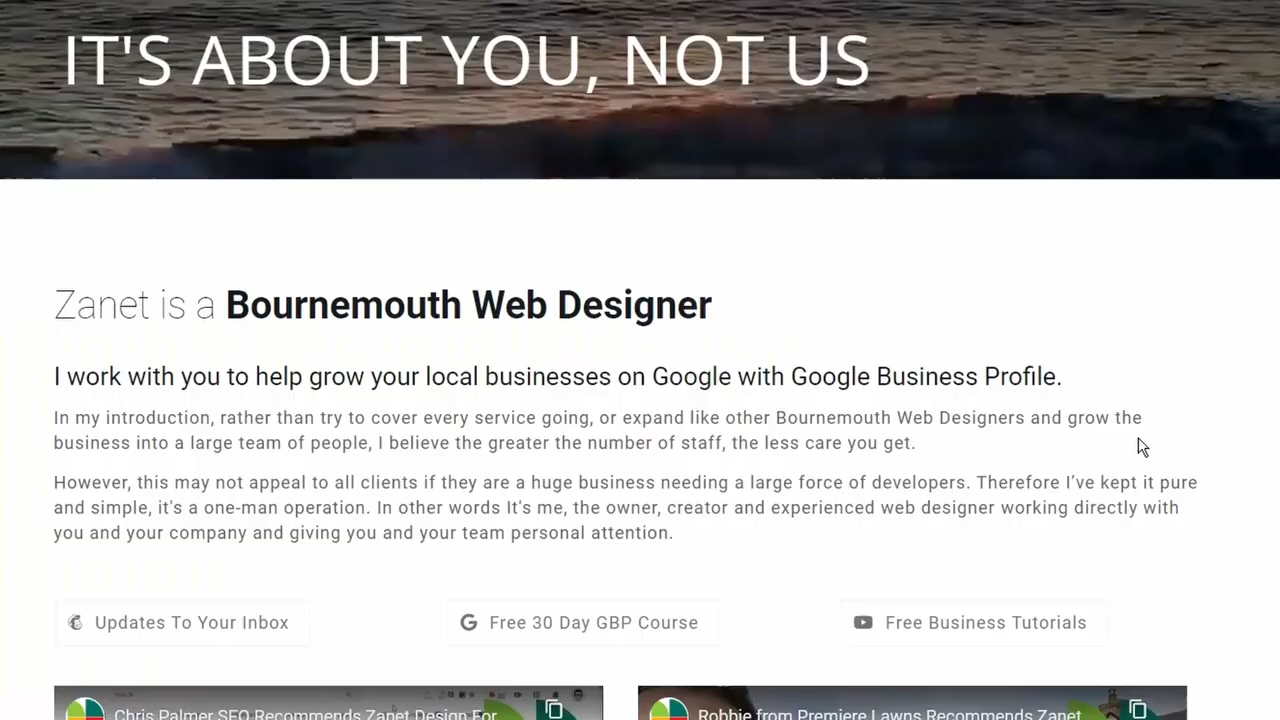 IT'S ABOUT YOU, NOT US
Zanet is a Bournemouth Web Designer
I work with you to help grow your local businesses on Google with Google Business Profile.
In my introduction, rather than try to cover every service going, or expand like other Bournemouth Web Designers and grow the
business into a large team of people, I believe the greater the number of staff, the less care you get.
However, this may not appeal to all clients if they are a huge business needing a large force of developers. Therefore I’ve kept it pure
and simple, it's a one-man operation. In other words It's me, the owner, creator and experienced web designer working directly with
you and your company and giving you and your team personal attention.
Updates To Your Inbox
Free 30 Day GBP Course
Free Business Tutorials
Chris Palmer SEO Recommends Zanet Design For
Robbie from Premiere Lawns Recommends Zanet